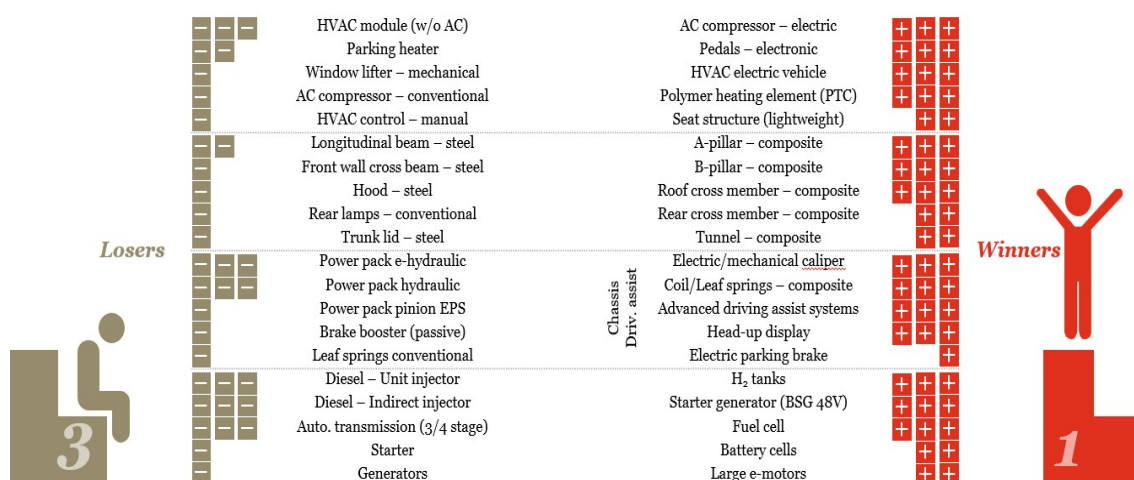 HVAC module (w/o AC)
AC compressor – electric
Parking heater
Pedals – electronic
Window lifter – mechanical
HVAC electric vehicle
AC compressor – conventional
Polymer heating element (PTC)
HVAC control – manual
Seat structure (lightweight)
Longitudinal beam – steel
A-pillar – composite
Front wall cross beam – steel
B-pillar – composite
Hood – steel
Roof cross member – composite
Rear lamps – conventional
Rear cross member – composite
Trunk lid – steel
Tunnel – composite
Losers
Winners
Power pack e-hydraulic
Electric/mechanical caliper
Power pack hydraulic
Coil/Leaf springs – composite
Chassis
Driv. assist
Power pack pinion EPS
Advanced driving assist systems
Brake booster (passive)
Head-up display
Leaf springs conventional
Electric parking brake
Diesel – Unit injector
H₂ tanks
Diesel – Indirect injector
Starter generator (BSG 48V)
Auto. transmission (3/4 stage)
Fuel cell
Starter
Battery cells
Generators
Large e-motors
3
1